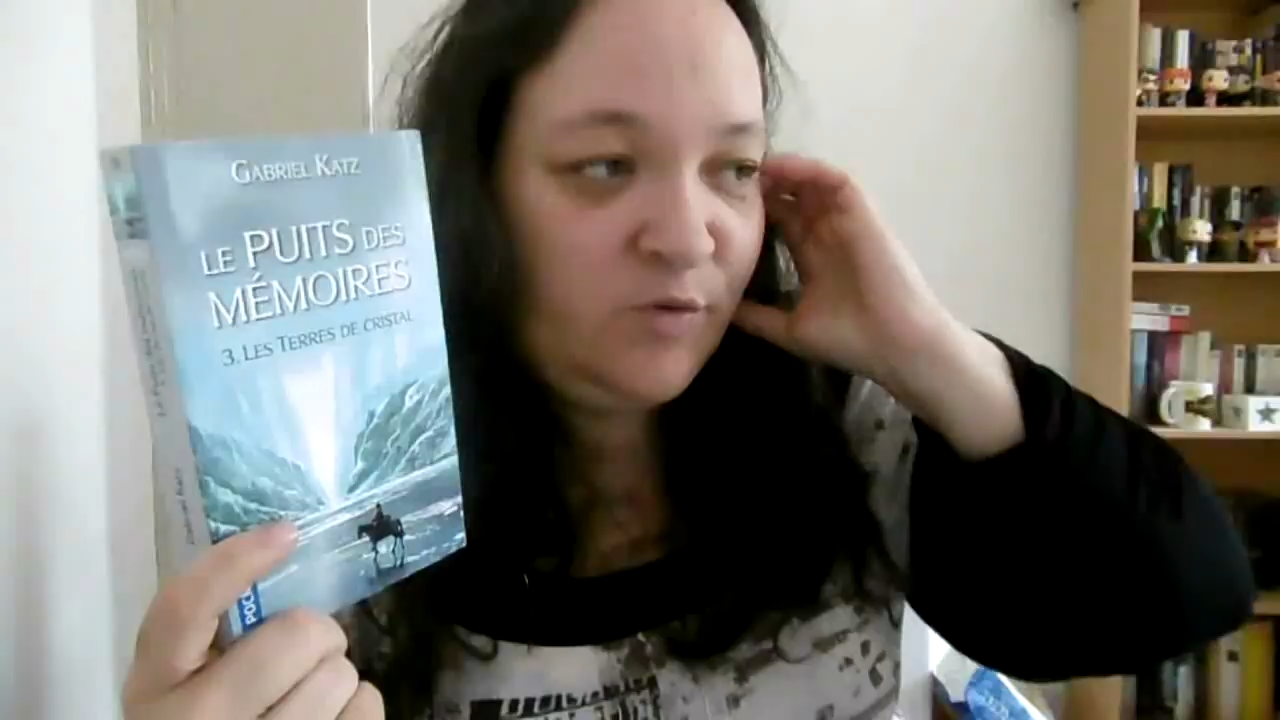 GABRIEL KATZ
LE PUITS DES
MÉMOIRES
3. LES TERRES DE CRISTAL